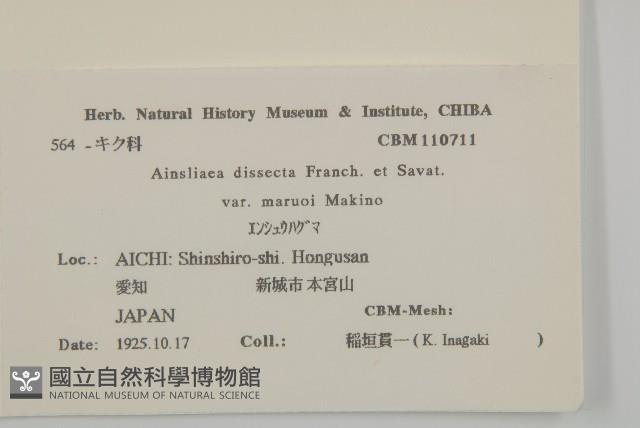 Herb. Natural History Museum & Institute, CHIBA
564 -キク科 CBM110711
Ainsliaea dissecta Franch. et Savat.
var. maruoi Makino
ｴﾝｼｭｳﾊｸﾞﾏ
Loc.: AICHI: Shinshiro-shi. Hongusan
愛知 新城市 本宮山
JAPAN CBM-Mesh:
Date: 1925.10.17 Coll.: 稲垣貫一 ( K. Inagaki )
國立自然科學博物館
NATIONAL MUSEUM OF NATURAL SCIENCE